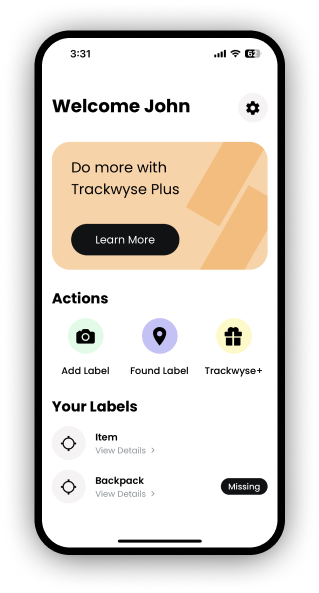 3:31
62
Welcome John
Do more with
Trackwyse Plus
Learn More
Actions
Add Label
Found Label
Trackwyse+
Your Labels
Item
View Details
Backpack
View Details
Missing